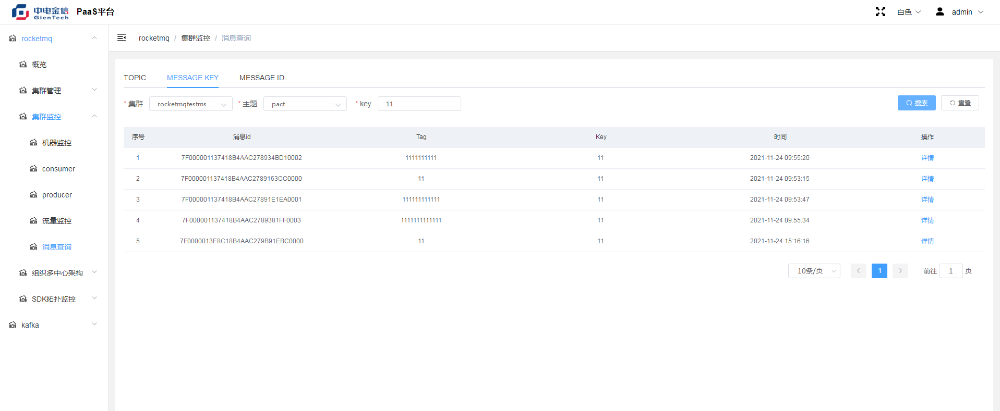 中电金信
GienTech
PaaS平台
白色
admin
rocketmq
概览
集群管理
集群监控
机器监控
consumer
producer
流量监控
消息查询
组织多中心架构
SDK拓扑监控
kafka
rocketmq / 集群监控 / 消息查询
TOPIC MESSAGE KEY MESSAGE ID
* 集群 rocketmqtestms * 主题 pact * key 11 搜索 重置
序号 消息id Tag Key 时间 操作
1 7F000001137418B4AAC278934BD10002 1111111111 11 2021-11-24 09:55:20 详情
2 7F000001137418B4AAC2789163CC0000 11 11 2021-11-24 09:53:15 详情
3 7F000001137418B4AAC27891E1EA0001 111111111111 11 2021-11-24 09:53:47 详情
4 7F000001137418B4AAC2789381FF0003 1111111111111 11 2021-11-24 09:55:34 详情
5 7F0000013E8C18B4AAC279B91EBC0000 11 11 2021-11-24 15:16:16 详情
10条/页 1 前往 1 页